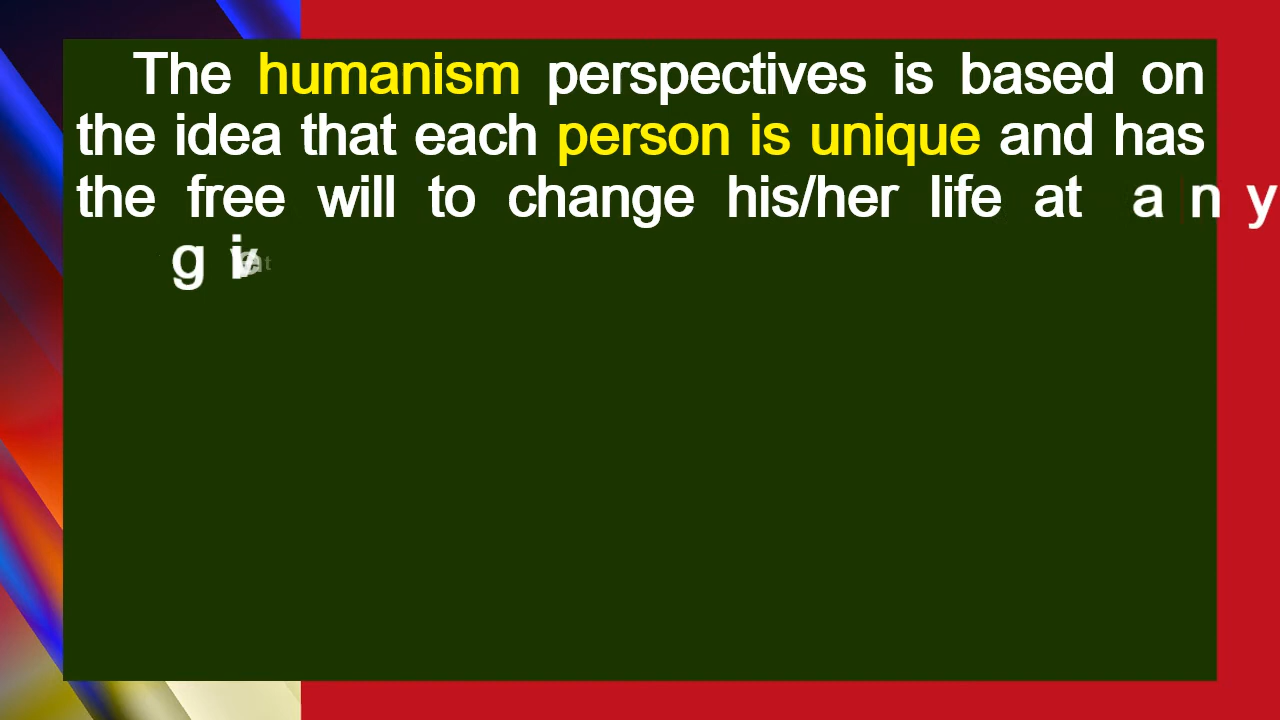 The humanism perspectives is based on
the idea that each person is unique and has
the free will to change his/her life at any